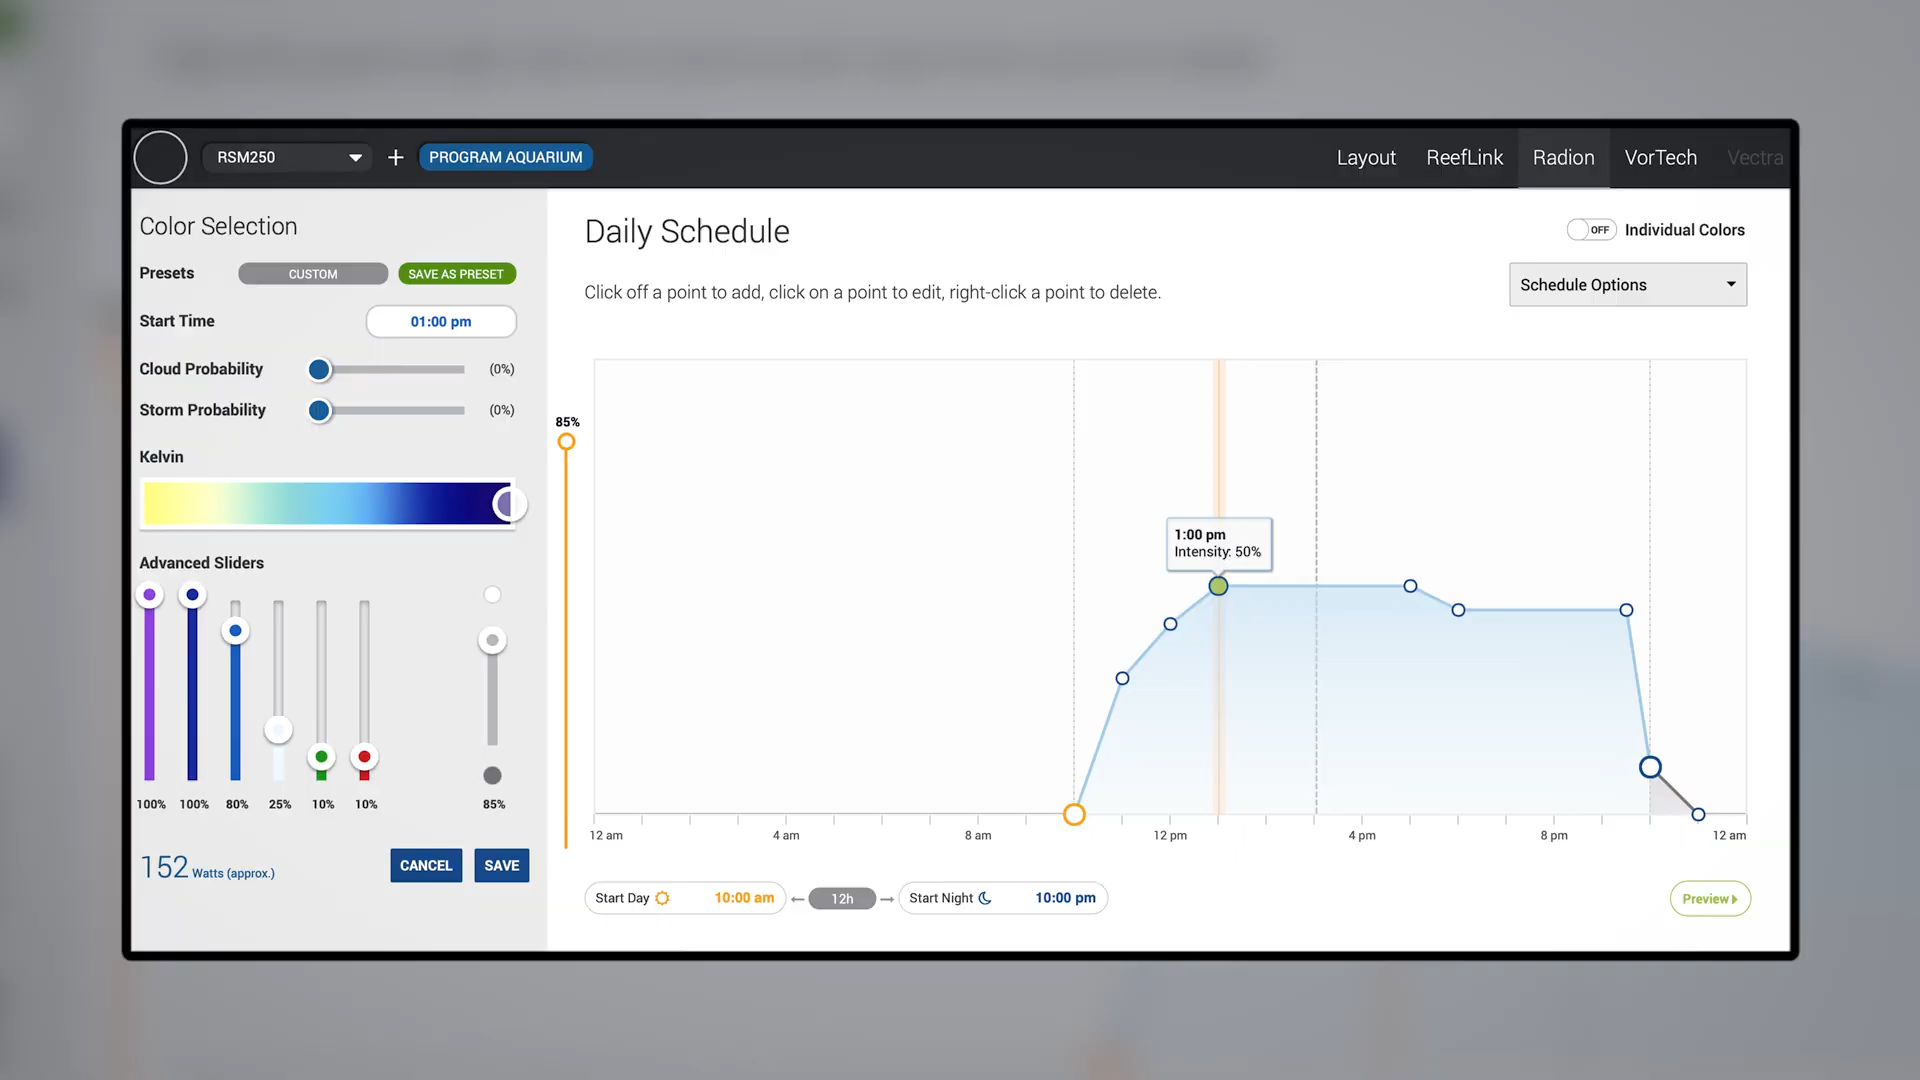 RSM250
+
PROGRAM AQUARIUM
Layout
ReefLink
Radion
VorTech
Vectra
Color Selection
Presets
CUSTOM
SAVE AS PRESET
Start Time
01:00 pm
Cloud Probability
(0%)
Storm Probability
(0%)
Kelvin
Advanced Sliders
100% 100% 80% 25% 10% 10% 85%
152 Watts (approx.)
CANCEL
SAVE
Daily Schedule
OFF
Individual Colors
Click off a point to add, click on a point to edit, right-click a point to delete.
Schedule Options
85%
1:00 pm
Intensity: 50%
12 am 4 am 8 am 12 pm 4 pm 8 pm 12 am
Start Day 10:00 am
12h
Start Night 10:00 pm
Preview